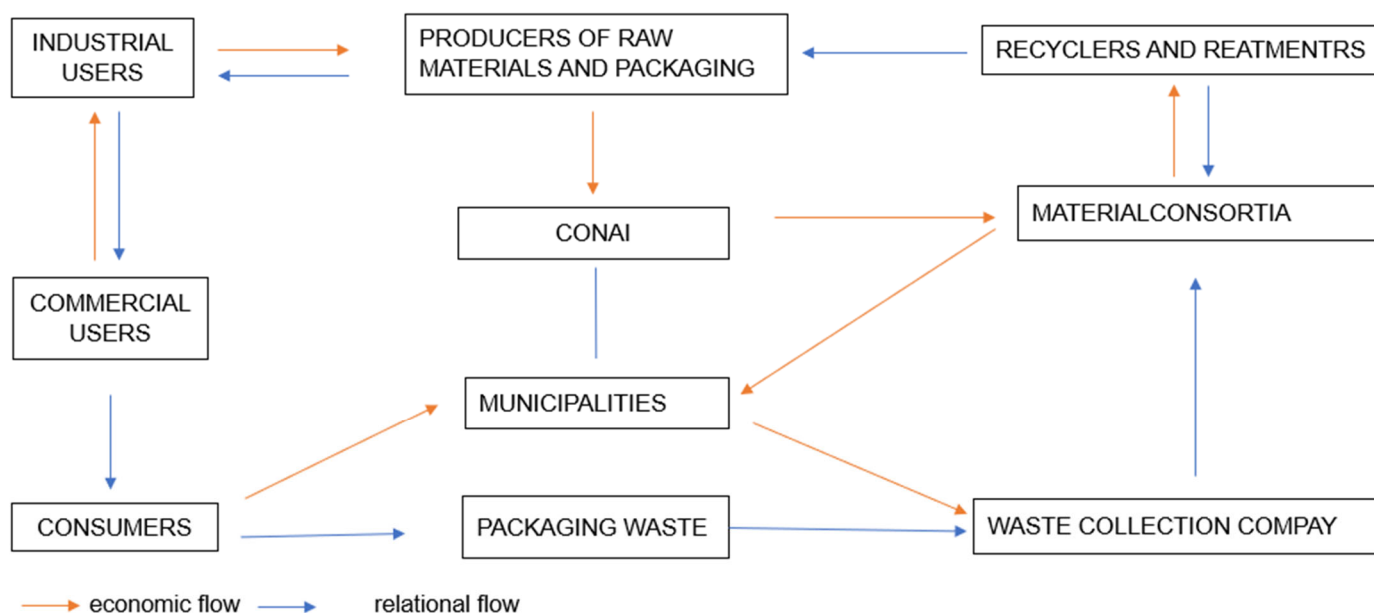 INDUSTRIAL
USERS
PRODUCERS OF RAW
MATERIALS AND PACKAGING
RECYCLERS AND REATMENTRS
CONAI
MATERIALCONSORTIA
COMMERCIAL
USERS
MUNICIPALITIES
CONSUMERS
PACKAGING WASTE
WASTE COLLECTION COMPAY
economic flow
relational flow